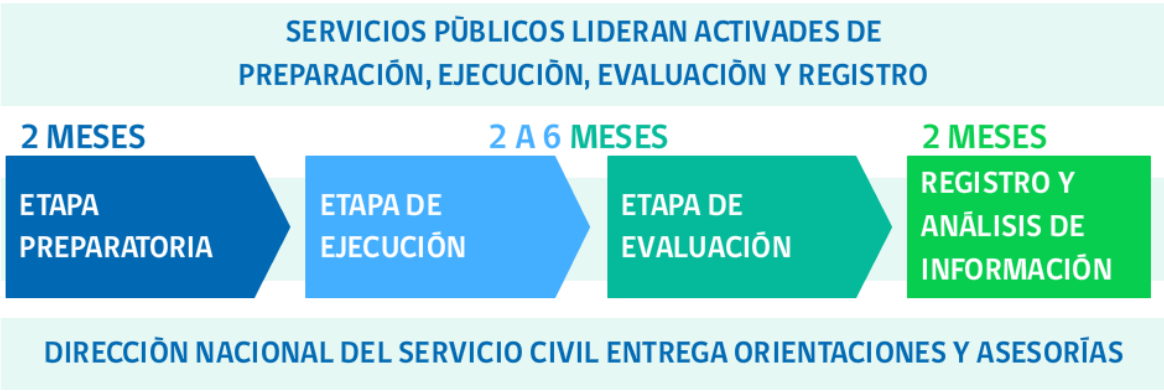 SERVICIOS PÙBLICOS LIDERAN ACTIVADES DE
PREPARACIÓN, EJECUCIÒN, EVALUACIÒN Y REGISTRO
2 MESES
2 A 6 MESES
2 MESES
ETAPA
PREPARATORIA
ETAPA DE
EJECUCIÓN
ETAPA DE
EVALUACIÓN
REGISTRO Y
ANÁLISIS DE
INFORMACIÓN
DIRECCIÒN NACIONAL DEL SERVICIO CIVIL ENTREGA ORIENTACIONES Y ASESORÍAS